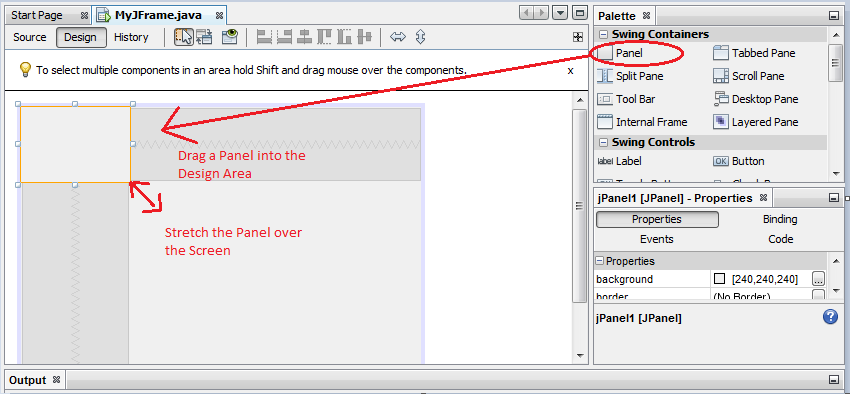 Start Page
MyJFrame.java
Source Design History
To select multiple components in an area hold Shift and drag mouse over the components.
x
Drag a Panel into the
Design Area
Stretch the Panel over
the Screen
Palette
Swing Containers
Panel Tabbed Pane
Split Pane Scroll Pane
Tool Bar Desktop Pane
Internal Frame Layered Pane
Swing Controls
label Label OK Button
jPanel1 [JPanel] - Properties
Properties Binding
Events Code
Properties
background [240,240,240] ...
border (No Border)
jPanel1 [JPanel]
Output